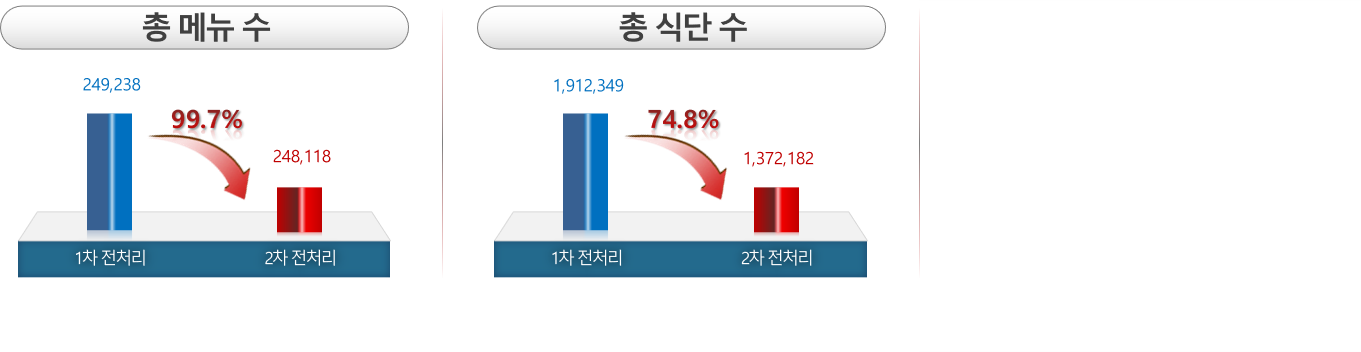 총 메뉴 수
249,238
99.7%
248,118
1차 전처리
2차 전처리
총 식단 수
1,912,349
74.8%
1,372,182
1차 전처리
2차 전처리